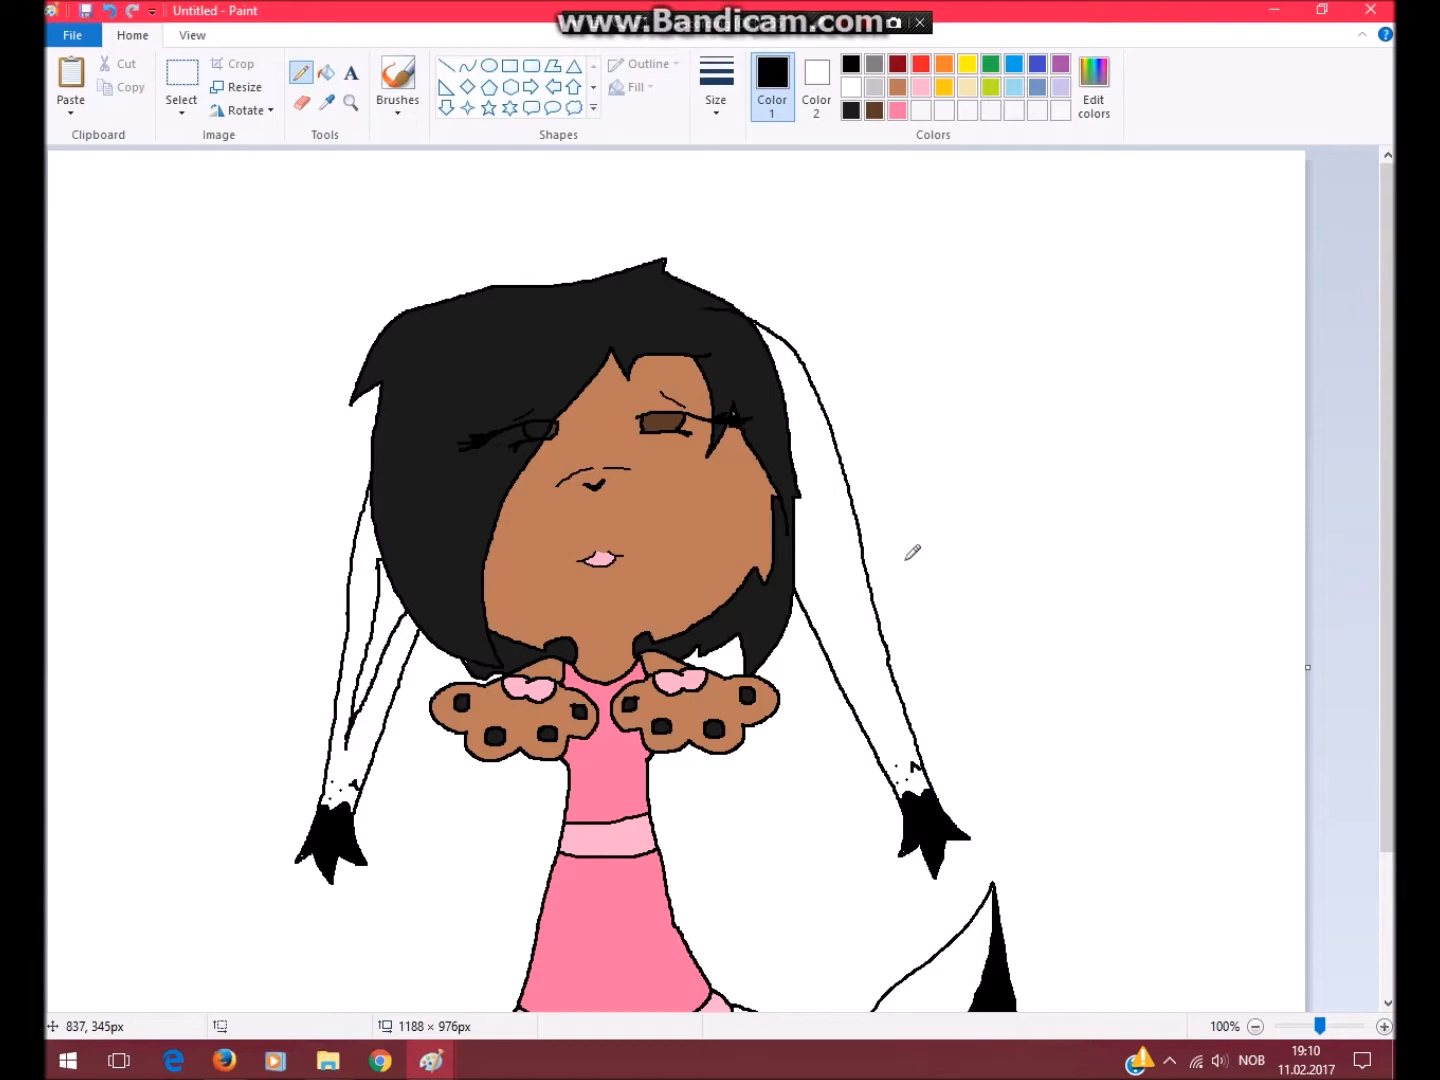 Untitled - Paint
www.Bandicam.com
File
Home
View
Paste
Cut
Copy
Clipboard
Select
Crop
Resize
Rotate
Image
A
Tools
Brushes
Outline
Fill
Shapes
Size
Color
1
Color
2
Edit
colors
Colors
837, 345px
1188 × 976px
100%
NOB
19:10
11.02.2017